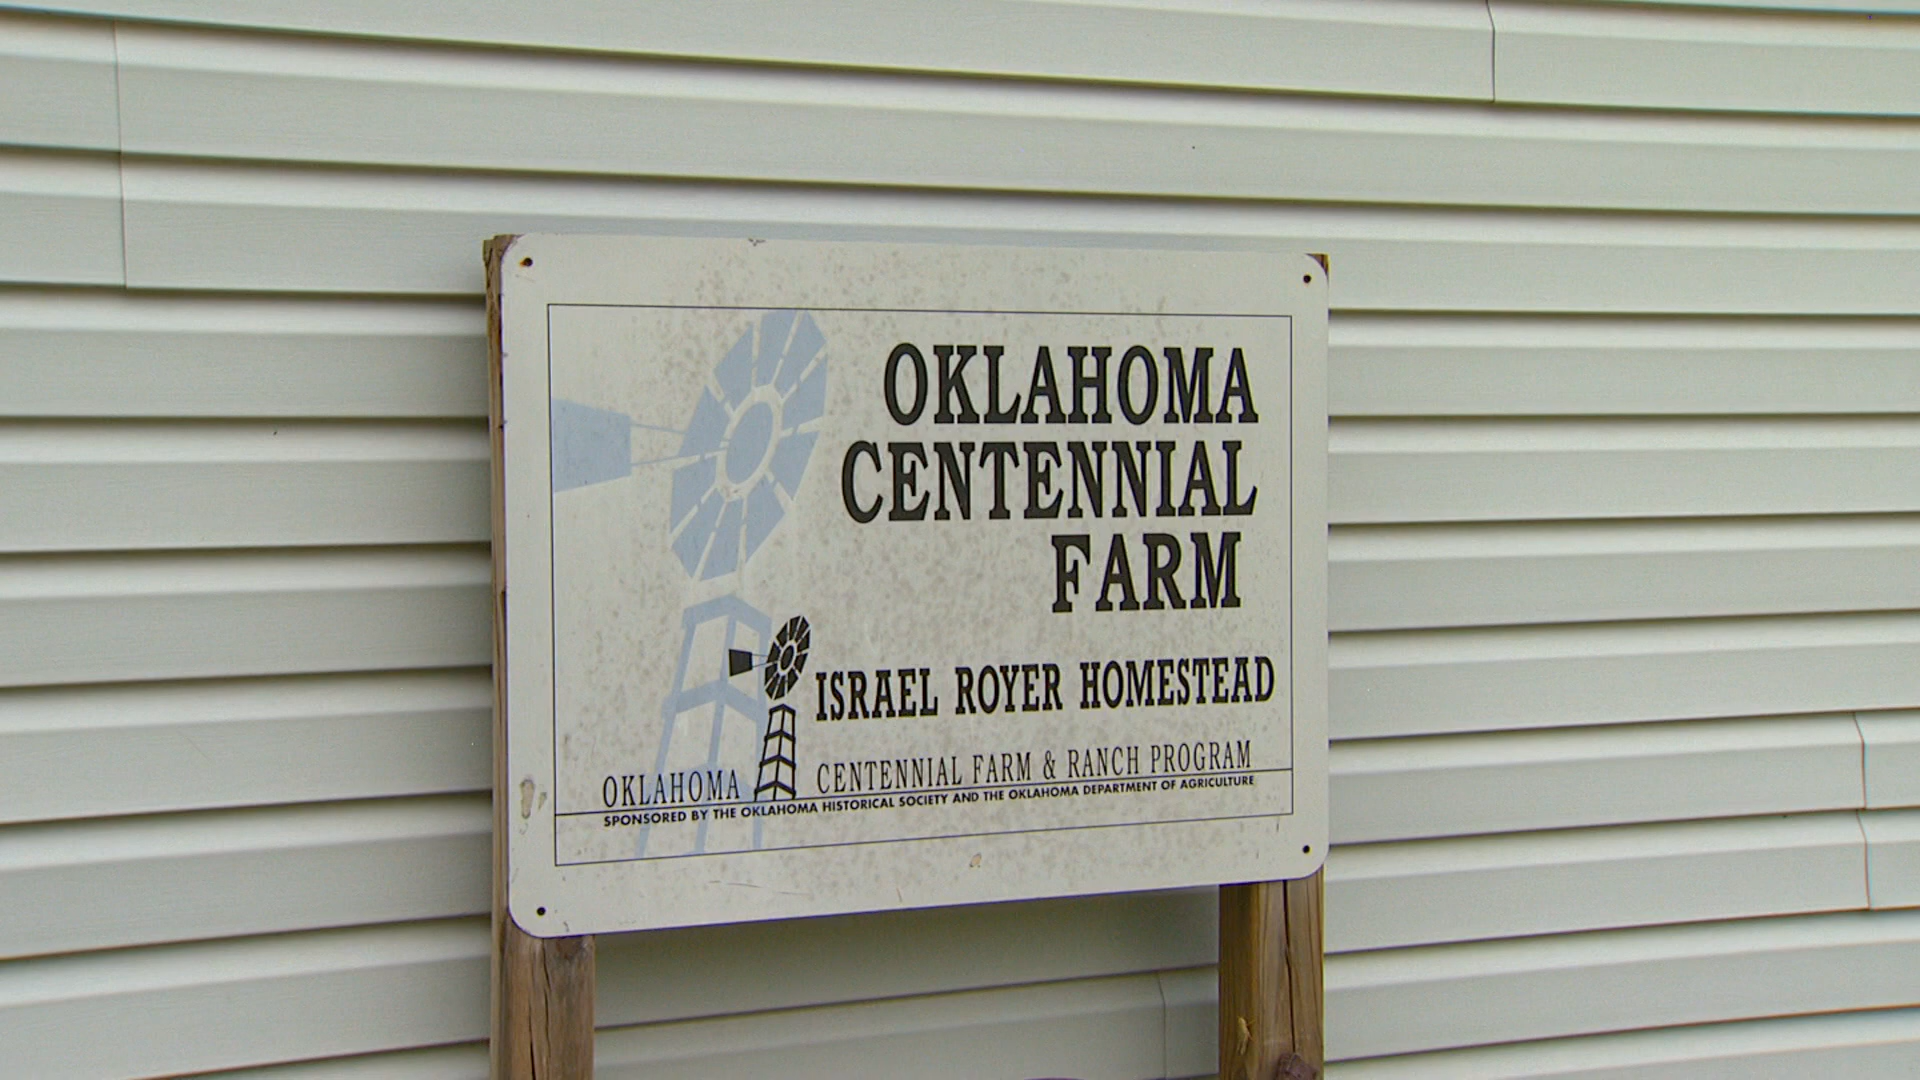 OKLAHOMA
CENTENNIAL
FARM
ISRAEL ROYER HOMESTEAD
OKLAHOMA CENTENNIAL FARM & RANCH PROGRAM
SPONSORED BY THE OKLAHOMA HISTORICAL SOCIETY AND THE OKLAHOMA DEPARTMENT OF AGRICULTURE